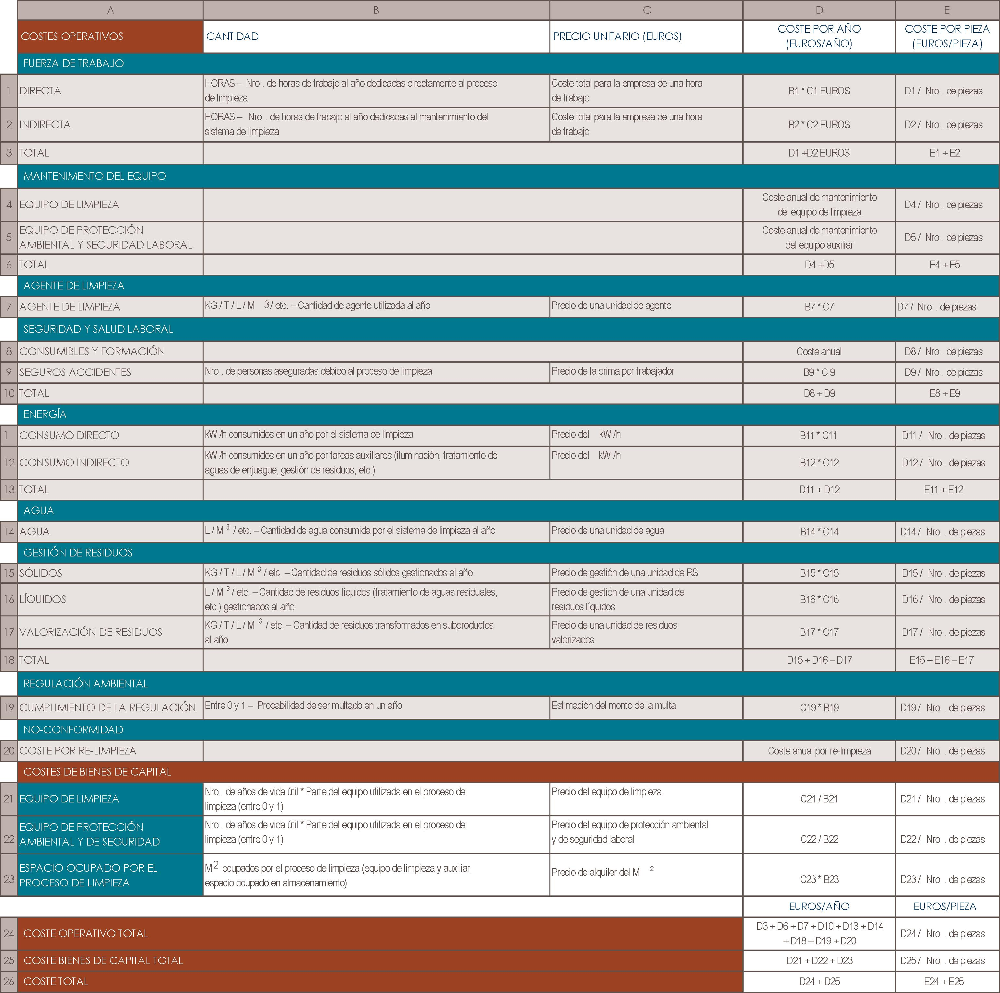 A B C D E
COSTES OPERATIVOS CANTIDAD PRECIO UNITARIO (EUROS) COSTE POR AÑO (EUROS/AÑO) COSTE POR PIEZA (EUROS/PIEZA)
FUERZA DE TRABAJO
1 DIRECTA HORAS – Nro . de horas de trabajo al año dedicadas directamente al proceso de limpieza Coste total para la empresa de una hora de trabajo B1 * C1 EUROS D1 / Nro . de piezas
2 INDIRECTA HORAS – Nro . de horas de trabajo al año dedicadas al mantenimiento del sistema de limpieza Coste total para la empresa de una hora de trabajo B2 * C2 EUROS D2 / Nro . de piezas
3 TOTAL D1 +D2 EUROS E1 + E2
MANTENIMENTO DEL EQUIPO
4 EQUIPO DE LIMPIEZA Coste anual de mantenimiento del equipo de limpieza D4 / Nro . de piezas
5 EQUIPO DE PROTECCIÓN AMBIENTAL Y SEGURIDAD LABORAL Coste anual de mantenimiento del equipo auxiliar D5 / Nro . de piezas
6 TOTAL D4 +D5 E4 + E5
AGENTE DE LIMPIEZA
7 AGENTE DE LIMPIEZA KG / T / L / M 3 / etc. – Cantidad de agente utilizada al año Precio de una unidad de agente B7 * C7 D7 / Nro . de piezas
SEGURIDAD Y SALUD LABORAL
8 CONSUMIBLES Y FORMACIÓN Coste anual D8 / Nro . de piezas
9 SEGUROS ACCIDENTES Nro . de personas aseguradas debido al proceso de limpieza Precio de la prima por trabajador B9 * C 9 D9 / Nro . de piezas
10 TOTAL D8 + D9 E8 + E9
ENERGÍA
1 CONSUMO DIRECTO kW /h consumidos en un año por el sistema de limpieza Precio del kW /h B11 * C11 D11 / Nro . de piezas
12 CONSUMO INDIRECTO kW /h consumidos en un año por tareas auxiliares (iluminación, tratamiento de aguas de enjuague, gestión de residuos, etc.) Precio del kW /h B12 * C12 D12 / Nro . de piezas
13 TOTAL D11 + D12 E11 + E12
AGUA
14 AGUA L / M 3 / etc. – Cantidad de agua consumida por el sistema de limpieza al año Precio de una unidad de agua B14 * C14 D14 / Nro . de piezas
GESTIÓN DE RESIDUOS
15 SÓLIDOS KG / T / L / M 3 / etc. – Cantidad de residuos sólidos gestionados al año Precio de gestión de una unidad de RS B15 * C15 D15 / Nro . de piezas
16 LÍQUIDOS L / M 3 / etc. – Cantidad de residuos líquidos (tratamiento de aguas residuales, etc.) gestionados al año Precio de gestión de una unidad de residuos líquidos B16 * C16 D16 / Nro . de piezas
17 VALORIZACIÓN DE RESIDUOS KG / T / L / M 3 / etc. – Cantidad de residuos transformados en subproductos al año Precio de una unidad de residuos valorizados B17 * C17 D17 / Nro . de piezas
18 TOTAL D15 + D16 – D17 E15 + E16 – E17
REGULACIÓN AMBIENTAL
19 CUMPLIMIENTO DE LA REGULACIÓN Entre 0 y 1 – Probabilidad de ser multado en un año Estimación del monto de la multa C19 * B19 D19 / Nro . de piezas
NO-CONFORMIDAD
20 COSTE POR RE-LIMPIEZA Coste anual por re-limpieza D20 / Nro . de piezas
COSTES DE BIENES DE CAPITAL
21 EQUIPO DE LIMPIEZA Nro . de años de vida útil * Parte del equipo utilizada en el proceso de limpieza (entre 0 y 1) Precio del equipo de limpieza C21 / B21 D21 / Nro . de piezas
22 EQUIPO DE PROTECCIÓN AMBIENTAL Y DE SEGURIDAD Nro . de años de vida útil * Parte del equipo utilizada en el proceso de limpieza (entre 0 y 1) Precio del equipo de protección ambiental y de seguridad laboral C22 / B22 D22 / Nro . de piezas
23 ESPACIO OCUPADO POR EL PROCESO DE LIMPIEZA M2 ocupados por el proceso de limpieza (equipo de limpieza y auxiliar, espacio ocupado en almacenamiento) Precio de alquiler del M 2 C23 * B23 D23 / Nro . de piezas
EUROS/AÑO EUROS/PIEZA
24 COSTE OPERATIVO TOTAL D3 + D6 + D7 + D10 + D13 + D14 + D18 + D19 + D20 D24 / Nro . de piezas
25 COSTE BIENES DE CAPITAL TOTAL D21 + D22 + D23 D25 / Nro . de piezas
26 COSTE TOTAL D24 + D25 E24 + E25